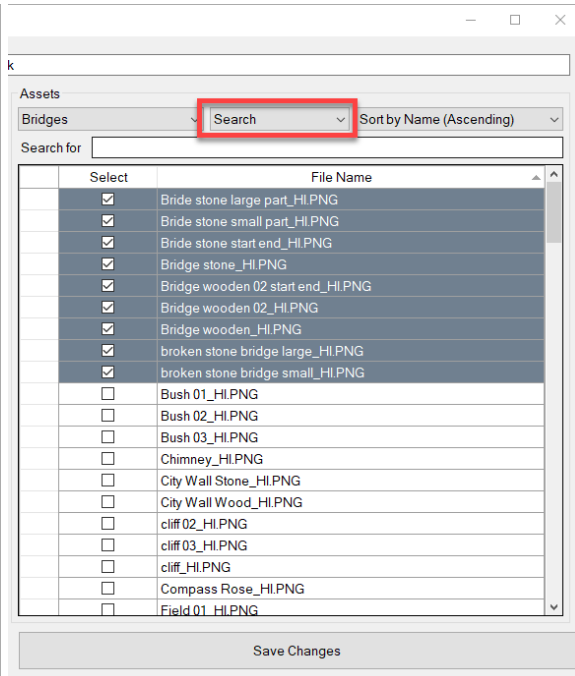 k
Assets
Bridges Search Sort by Name (Ascending)
Search for
Select File Name
Bride stone large part_HI.PNG
Bride stone small part_HI.PNG
Bride stone start end_HI.PNG
Bridge stone_HI.PNG
Bridge wooden 02 start end_HI.PNG
Bridge wooden 02_HI.PNG
Bridge wooden_HI.PNG
broken stone bridge large_HI.PNG
broken stone bridge small_HI.PNG
Bush 01_HI.PNG
Bush 02_HI.PNG
Bush 03_HI.PNG
Chimney_HI.PNG
City Wall Stone_HI.PNG
City Wall Wood_HI.PNG
cliff 02_HI.PNG
cliff 03_HI.PNG
cliff_HI.PNG
Compass Rose_HI.PNG
Field 01_HI.PNG
Save Changes